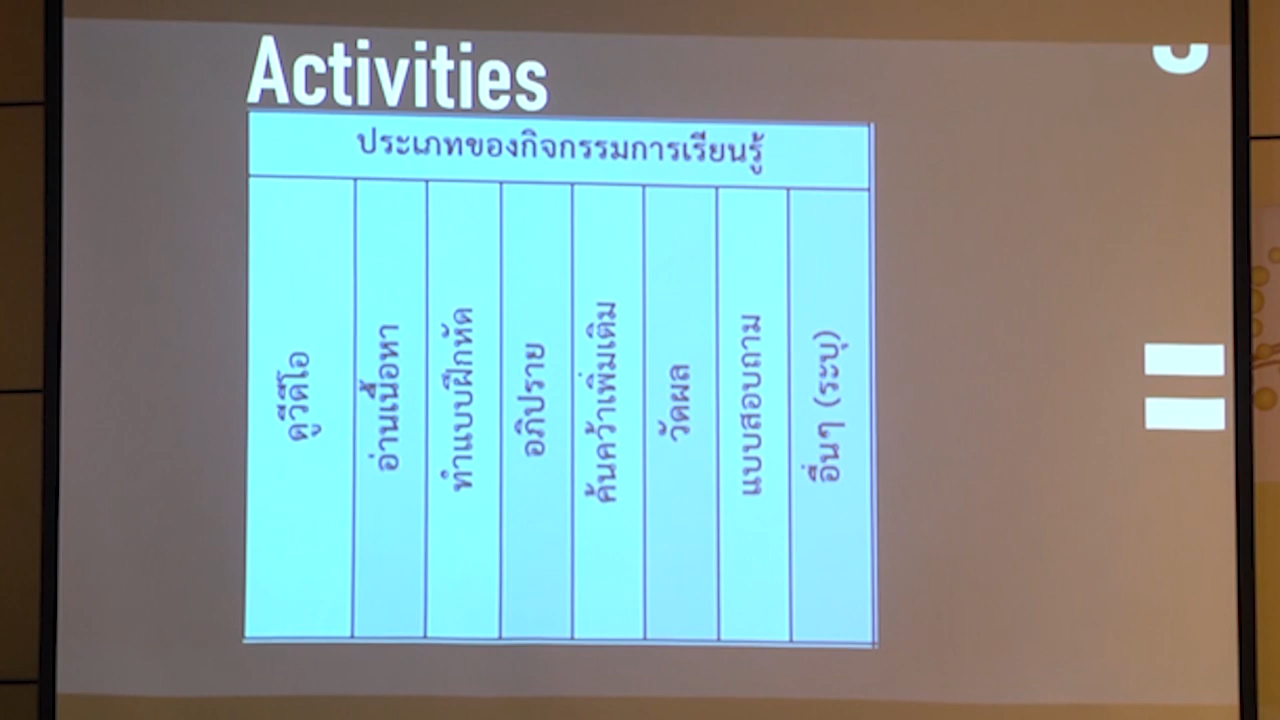 Activities
ประเภทของกิจกรรมการเรียนรู้
ดูวีดีโอ
อ่านเนื้อหา
ทำแบบฝึกหัด
อภิปราย
ค้นคว้าเพิ่มเติม
วัดผล
แบบสอบถาม
อื่นๆ (ระบุ)